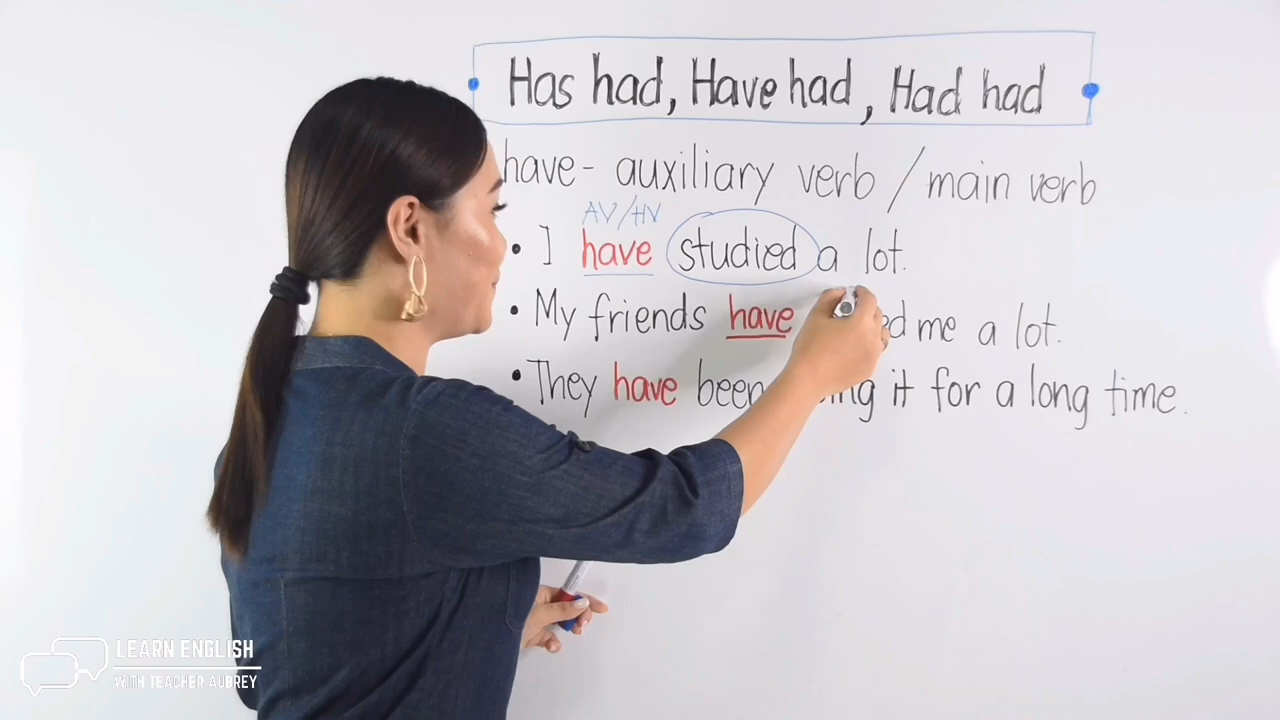 Has had, Have had, Had had
have- auxiliary verb / main verb
AV/HV
• I have studied a lot.
• My friends have me a lot.
• They have been it for a long time.
LEARN ENGLISH
WITH TEACHER AUBREY